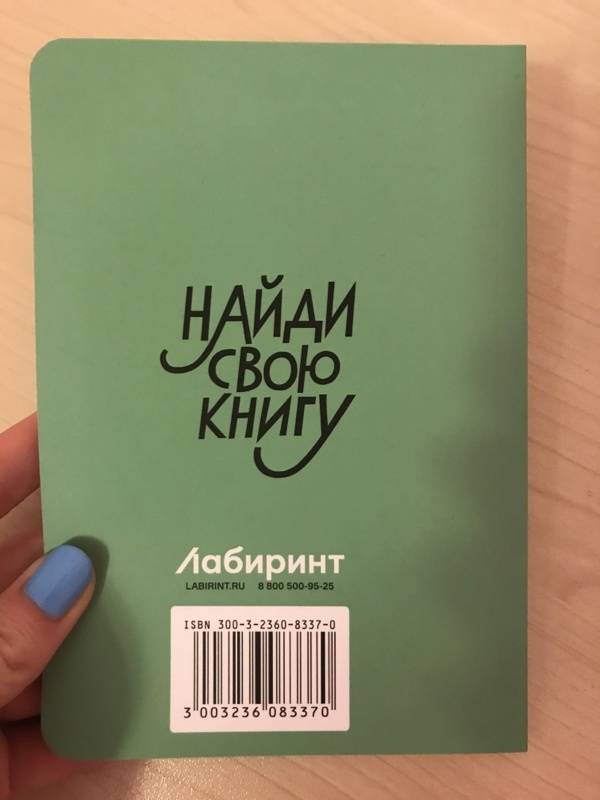 НАЙДИ
СВОЮ
КНИГУ
Лабиринт
LABIRINT.RU 8 800 500-95-25
ISBN 300-3-2360-8337-0
3 003236 083370